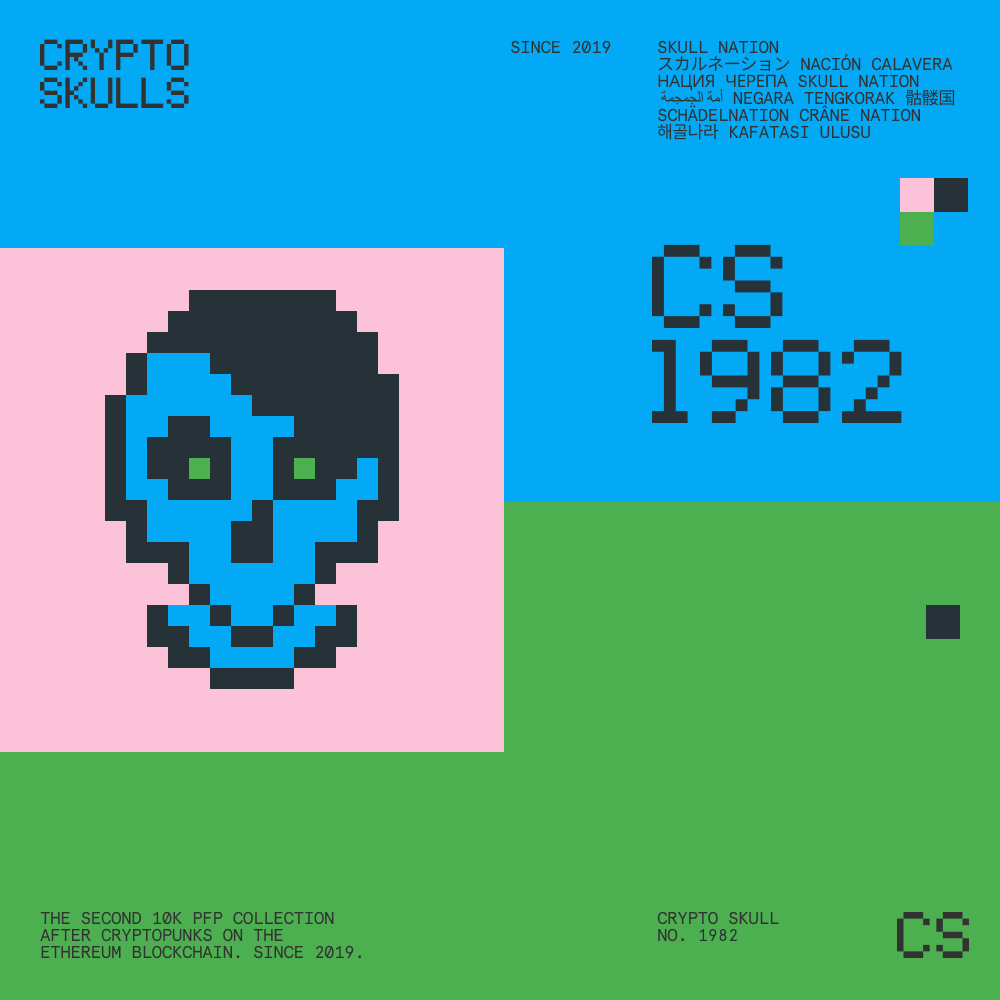 CRYPTO
SKULLS
SINCE 2019
SKULL NATION
スカルネーション NACIÓN CALAVERA
НАЦИЯ ЧЕРЕПА SKULL NATION
أمة الجمجمة NEGARA TENGKORAK 骷髅国
SCHÄDELNATION CRÂNE NATION
해골나라 KAFATASI ULUSU
CS
1982
THE SECOND 10K PFP COLLECTION
AFTER CRYPTOPUNKS ON THE
ETHEREUM BLOCKCHAIN. SINCE 2019.
CRYPTO SKULL
NO. 1982
CS